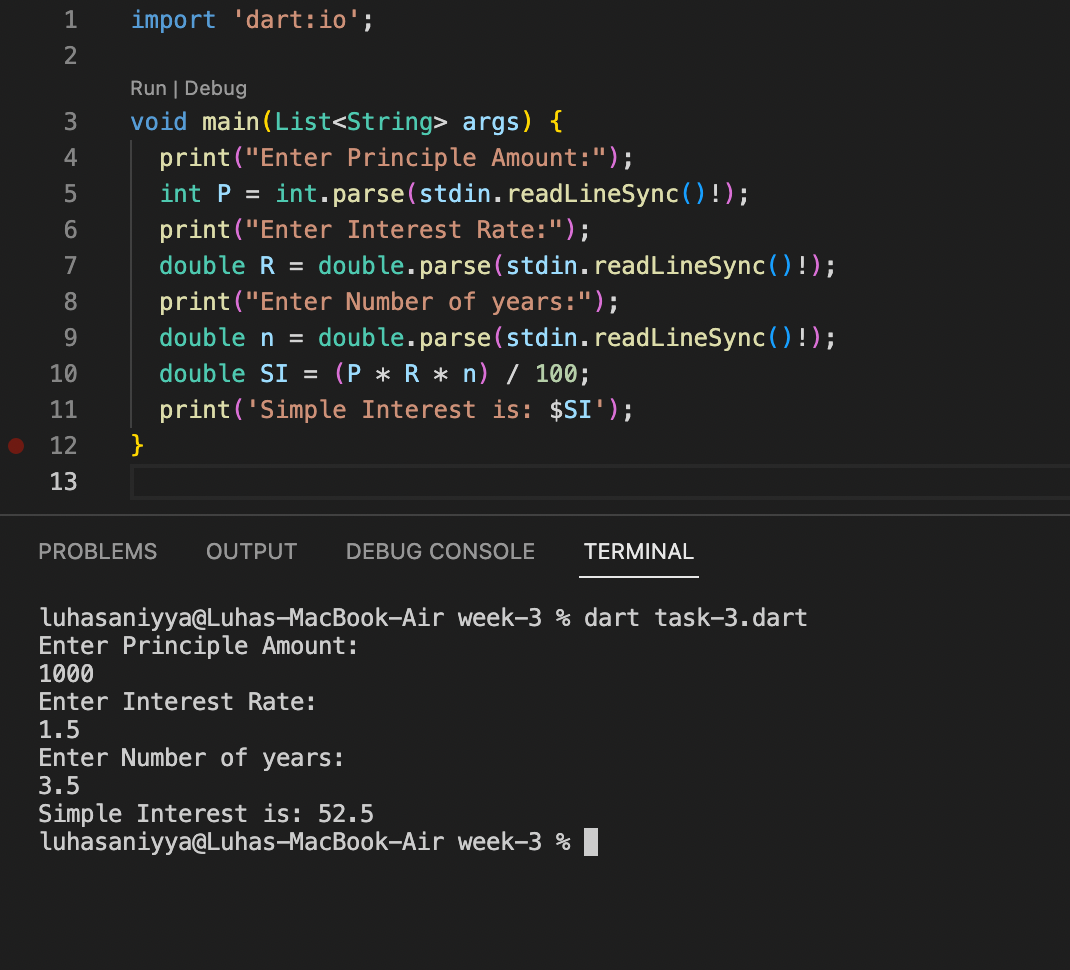 1 import 'dart:io';
2
Run | Debug
3 void main(List<String> args) {
4 print("Enter Principle Amount:");
5 int P = int.parse(stdin.readLineSync()!);
6 print("Enter Interest Rate:");
7 double R = double.parse(stdin.readLineSync()!);
8 print("Enter Number of years:");
9 double n = double.parse(stdin.readLineSync()!);
10 double SI = (P * R * n) / 100;
11 print('Simple Interest is: $SI');
12 }
13
PROBLEMS OUTPUT DEBUG CONSOLE TERMINAL
luhasaniyya@Luhas-MacBook-Air week-3 % dart task-3.dart
Enter Principle Amount:
1000
Enter Interest Rate:
1.5
Enter Number of years:
3.5
Simple Interest is: 52.5
luhasaniyya@Luhas-MacBook-Air week-3 %